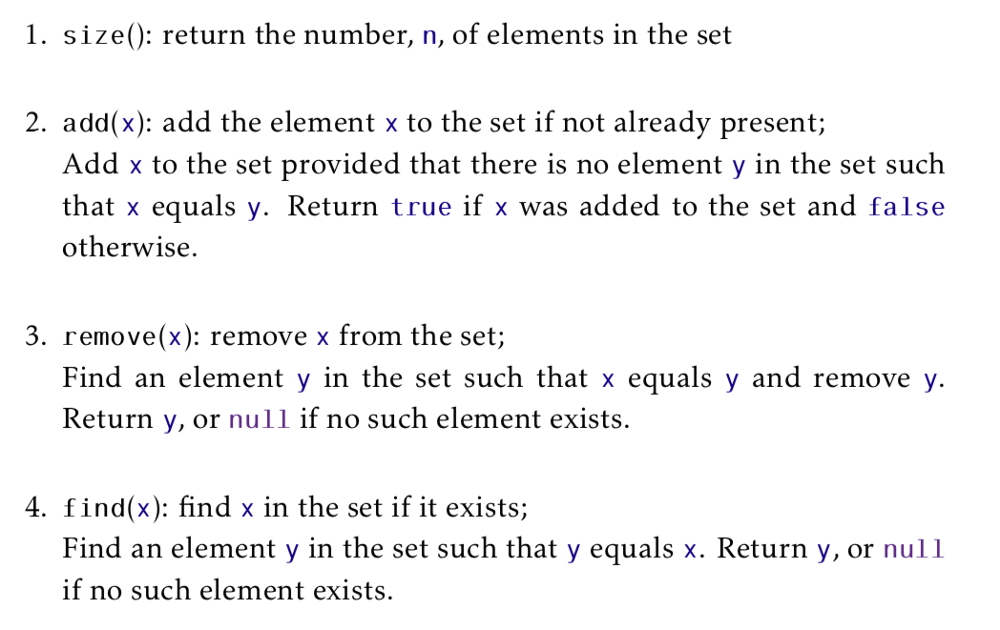 1. size(): return the number, n, of elements in the set
2. add(x): add the element x to the set if not already present;
Add x to the set provided that there is no element y in the set such
that x equals y. Return true if x was added to the set and false
otherwise.
3. remove(x): remove x from the set;
Find an element y in the set such that x equals y and remove y.
Return y, or null if no such element exists.
4. find(x): find x in the set if it exists;
Find an element y in the set such that y equals x. Return y, or null
if no such element exists.